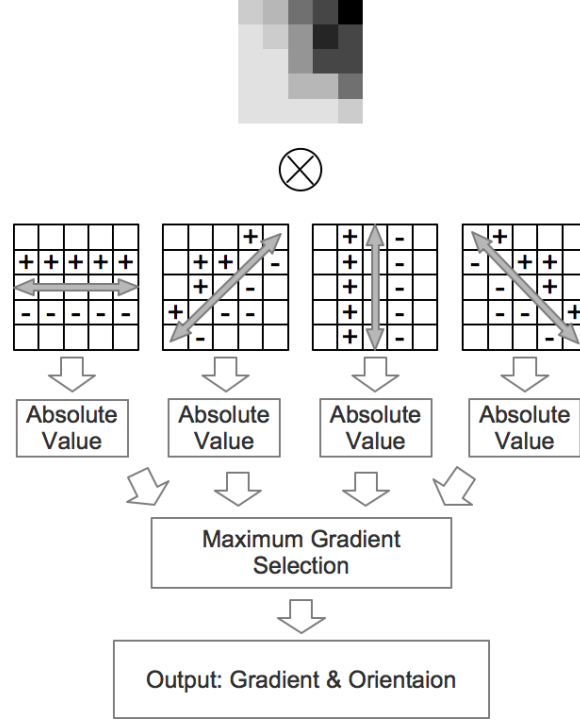 +
+ + + + +
- - - - -
+
+ +
-
+
-
+
- -
-
+ -
+ -
+ -
+ -
+ -
+
-
+ +
-
+
- -
+
-
Absolute
Value
Absolute
Value
Absolute
Value
Absolute
Value
Maximum Gradient
Selection
Output: Gradient & Orientaion